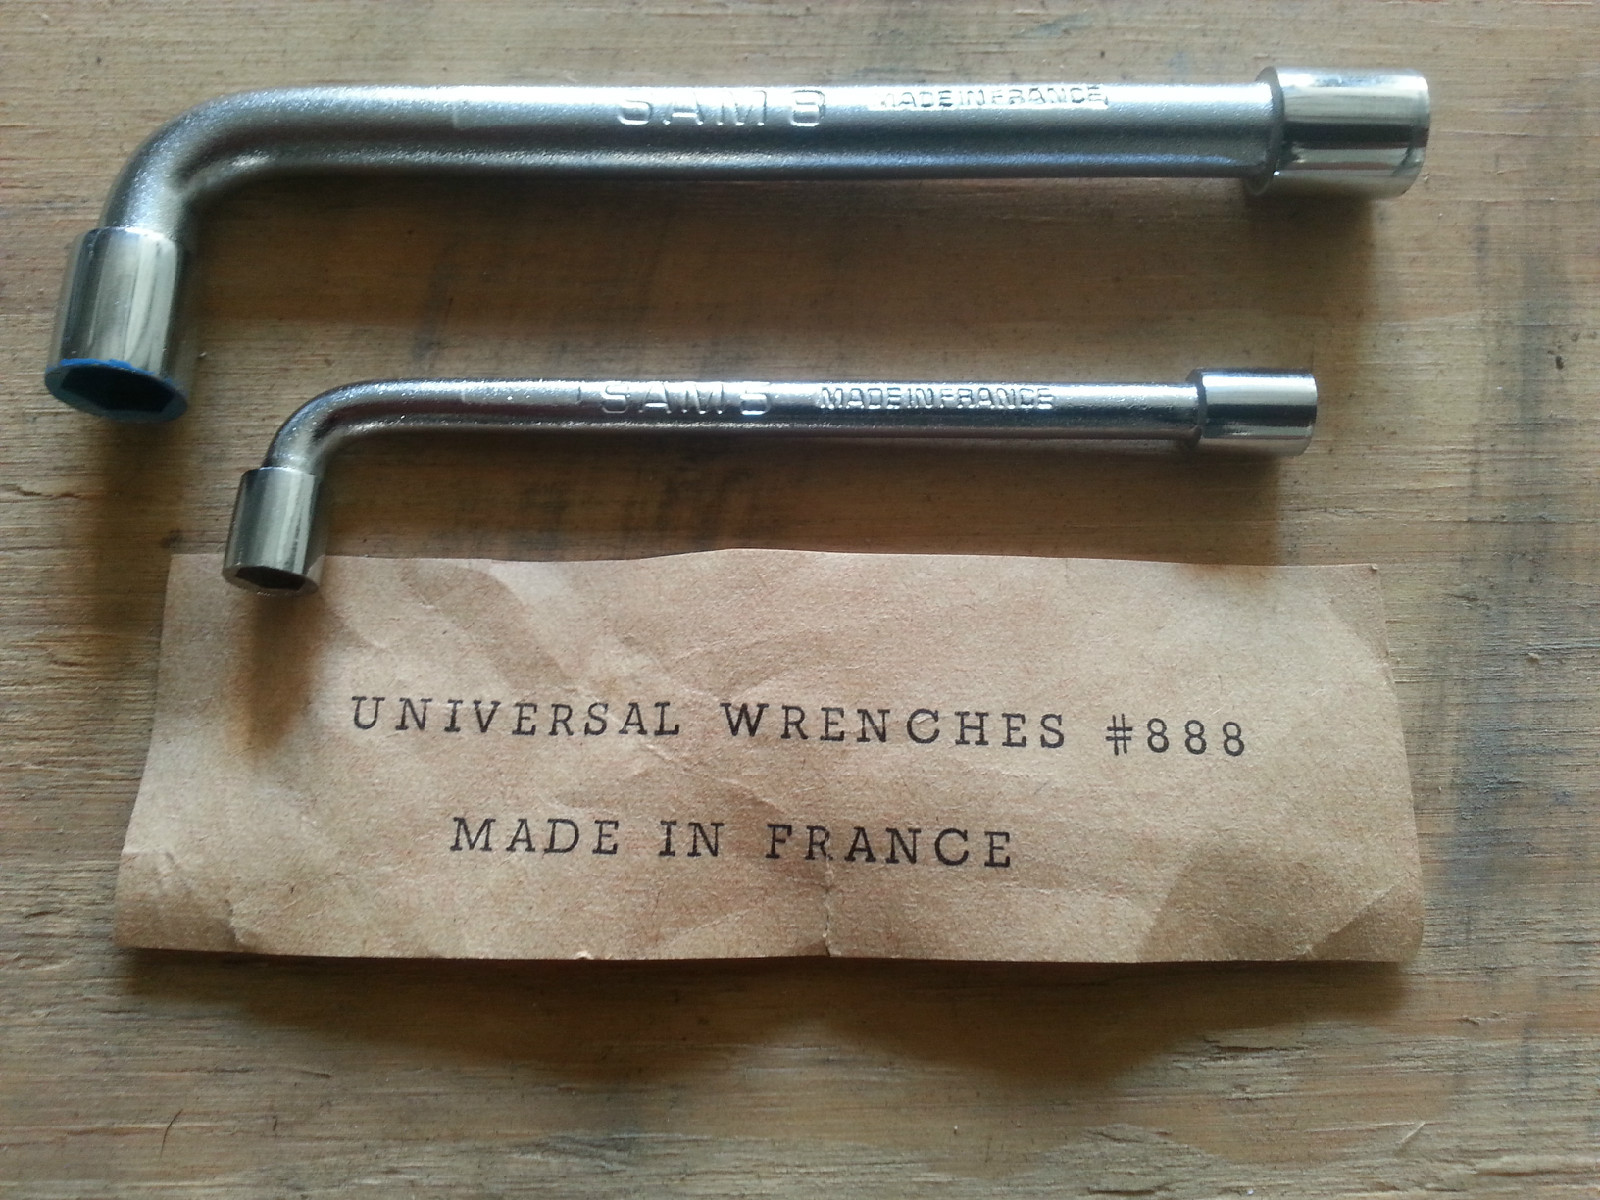 SAM 8 MADE IN FRANCE
SAM 5 MADE IN FRANCE
UNIVERSAL WRENCHES #888
MADE IN FRANCE